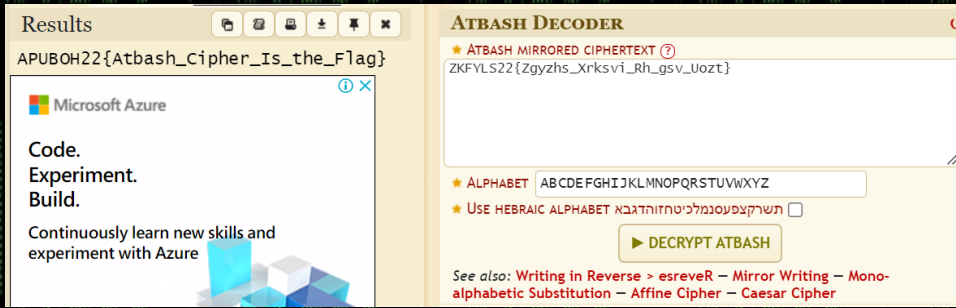 Results
APUBOH22{Atbash_Cipher_Is_the_Flag}
Microsoft Azure
Code.
Experiment.
Build.
Continuously learn new skills and
experiment with Azure
ATBASH DECODER
★ ATBASH MIRRORED CIPHERTEXT ?
ZKFYLS22{Zgyzhs_Xrksvi_Rh_gsv_Uozt}
★ ALPHABET ABCDEFGHIJKLMNOPQRSTUVWXYZ
★ USE HEBRAIC ALPHABET תשרקצפעסנמלכיטחזוהדגבא
▶ DECRYPT ATBASH
See also: Writing in Reverse > esreveR — Mirror Writing — Mono-
alphabetic Substitution — Affine Cipher — Caesar Cipher